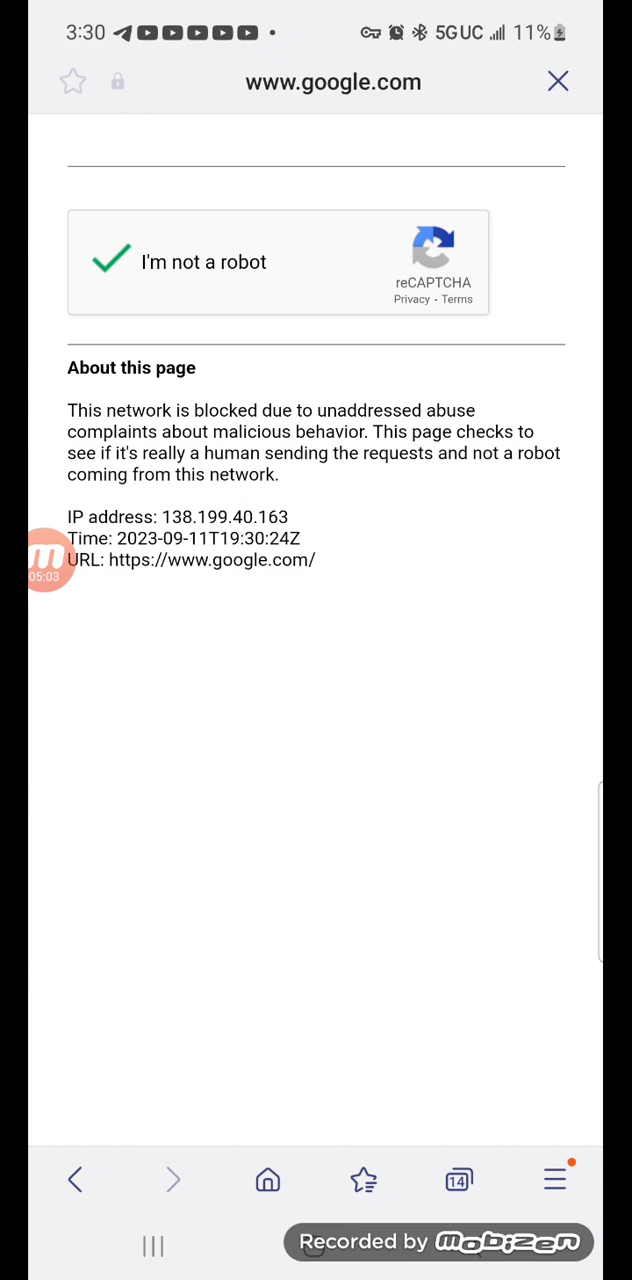 3:30 5GUC 11%
www.google.com
I'm not a robot
reCAPTCHA
Privacy - Terms
About this page
This network is blocked due to unaddressed abuse
complaints about malicious behavior. This page checks to
see if it's really a human sending the requests and not a robot
coming from this network.
IP address: 138.199.40.163
Time: 2023-09-11T19:30:24Z
URL: https://www.google.com/
m
05:03
14
Recorded by mobizen